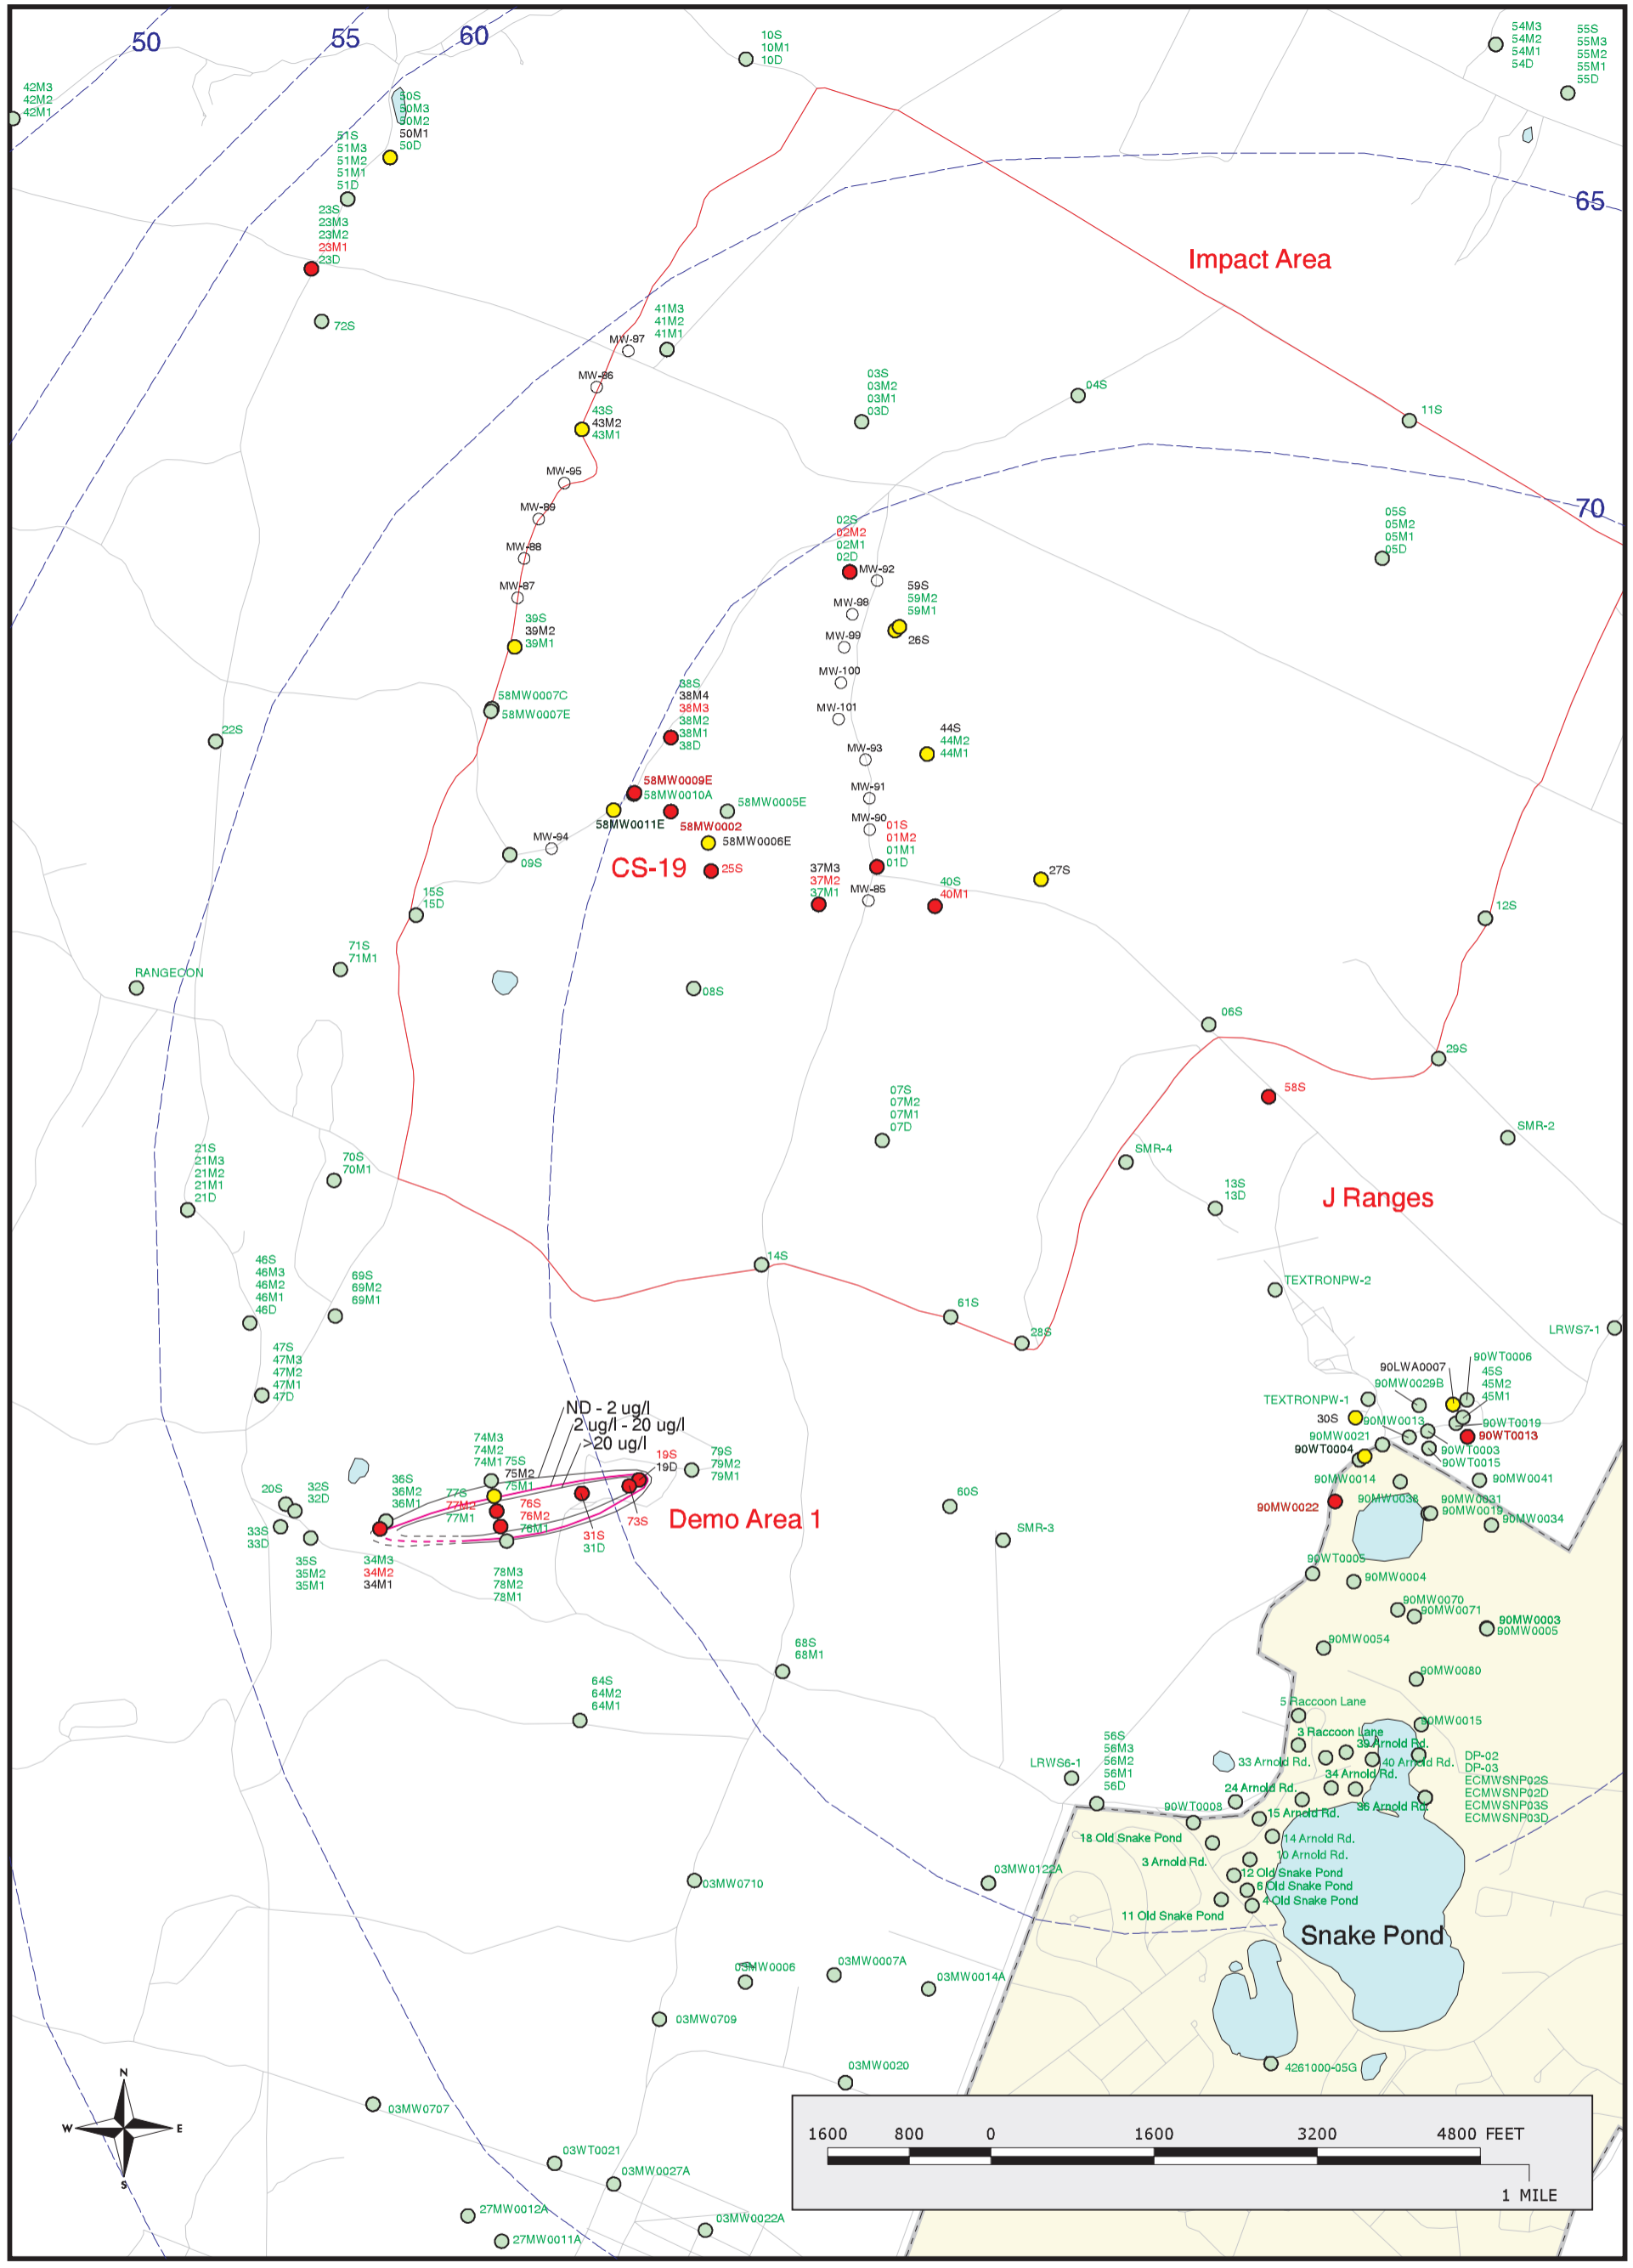 50
55
60
65
70
10S
10M1
10D
54M3
54M2
54M1
54D
55S
55M3
55M2
55M1
55D
42M3
42M2
42M1
50S
50M3
50M2
50M1
50D
51S
51M3
51M2
51M1
51D
23S
23M3
23M2
23M1
23D
72S
Impact Area
41M3
41M2
41M1
MW-97
MW-86
43S
43M2
43M1
MW-95
MW-89
MW-88
MW-87
39S
39M2
39M1
03S
03M2
03M1
03D
04S
11S
05S
05M2
05M1
05D
02S
02M2
02M1
02D
MW-92
59S
59M2
59M1
26S
MW-98
MW-99
MW-100
MW-101
MW-93
MW-91
MW-90
44S
44M2
44M1
58MW0007C
58MW0007E
22S
38S
38M4
38M3
38M2
38M1
38D
58MW0009E
58MW0010A
58MW0005E
58MW0011E
58MW0002
58MW0006E
MW-94
09S
CS-19
25S
01S
01M2
01M1
01D
37M3
37M2
37M1
MW-85
40S
40M1
27S
12S
15S
15D
71S
71M1
RANGECON
08S
06S
29S
58S
SMR-2
SMR-4
07S
07M2
07M1
07D
13S
13D
J Ranges
21S
21M3
21M2
21M1
21D
70S
70M1
14S
46S
46M3
46M2
46M1
46D
69S
69M2
69M1
61S
28S
TEXTRONPW-2
LRWS7-1
47S
47M3
47M2
47M1
47D
90LWA0007
90WT0006
90MW0029B
45S
45M2
45M1
TEXTRONPW-1
30S
90MW0013
90WT0019
90WT0013
90MW0021
90WT0003
90WT0004
90WT0015
90MW0014
90MW0041
90MW0022
90MW0038
90MW0031
90MW0019
90MW0034
ND - 2 ug/l
2 ug/l - 20 ug/l
>20 ug/l
74M3
74M2
74M1
75S
75M2
75M1
19S
19D
79S
79M2
79M1
77S
77M2
77M1
76S
76M2
76M1
31S
31D
73S
Demo Area 1
36S
36M2
36M1
20S
32S
32D
33S
33D
35S
35M2
35M1
34M3
34M2
34M1
78M3
78M2
78M1
60S
SMR-3
90WT0005
90MW0004
90MW0070
90MW0071
90MW0003
90MW0005
90MW0054
90MW0080
68S
68M1
64S
64M2
64M1
5 Raccoon Lane
90MW0015
3 Raccoon Lane
39 Arnold Rd.
33 Arnold Rd.
40 Arnold Rd.
34 Arnold Rd.
24 Arnold Rd.
36 Arnold Rd.
DP-02
DP-03
ECMWSNP02S
ECMWSNP02D
ECMWSNP03S
ECMWSNP03D
56S
56M3
56M2
56M1
56D
LRWS6-1
90WT0008
15 Arnold Rd.
18 Old Snake Pond
14 Arnold Rd.
3 Arnold Rd.
10 Arnold Rd.
12 Old Snake Pond
6 Old Snake Pond
4 Old Snake Pond
11 Old Snake Pond
Snake Pond
03MW0710
03MW0122A
03MW0006
03MW0007A
03MW0014A
03MW0709
03MW0020
4261000-05G
03MW0707
03WT0021
03MW0027A
27MW0012A
27MW0011A
03MW0022A
N
W
E
S
1600 800 0 1600 3200 4800 FEET
1 MILE